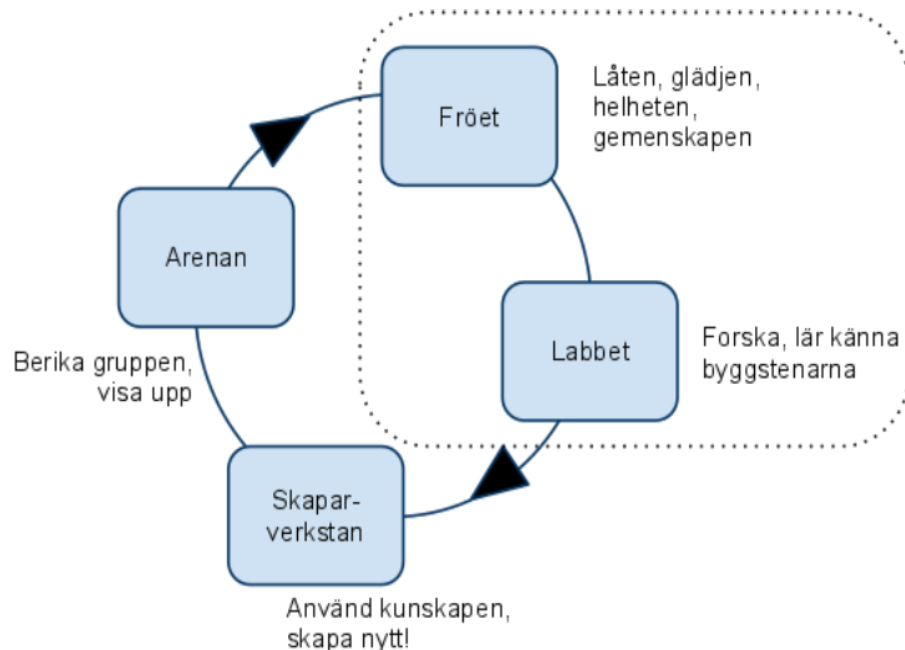 Fröet
Låten, glädjen,
helheten,
gemenskapen
Labbet
Forska, lär känna
byggstenarna
Skapar-
verkstan
Använd kunskapen,
skapa nytt!
Arenan
Berika gruppen,
visa upp